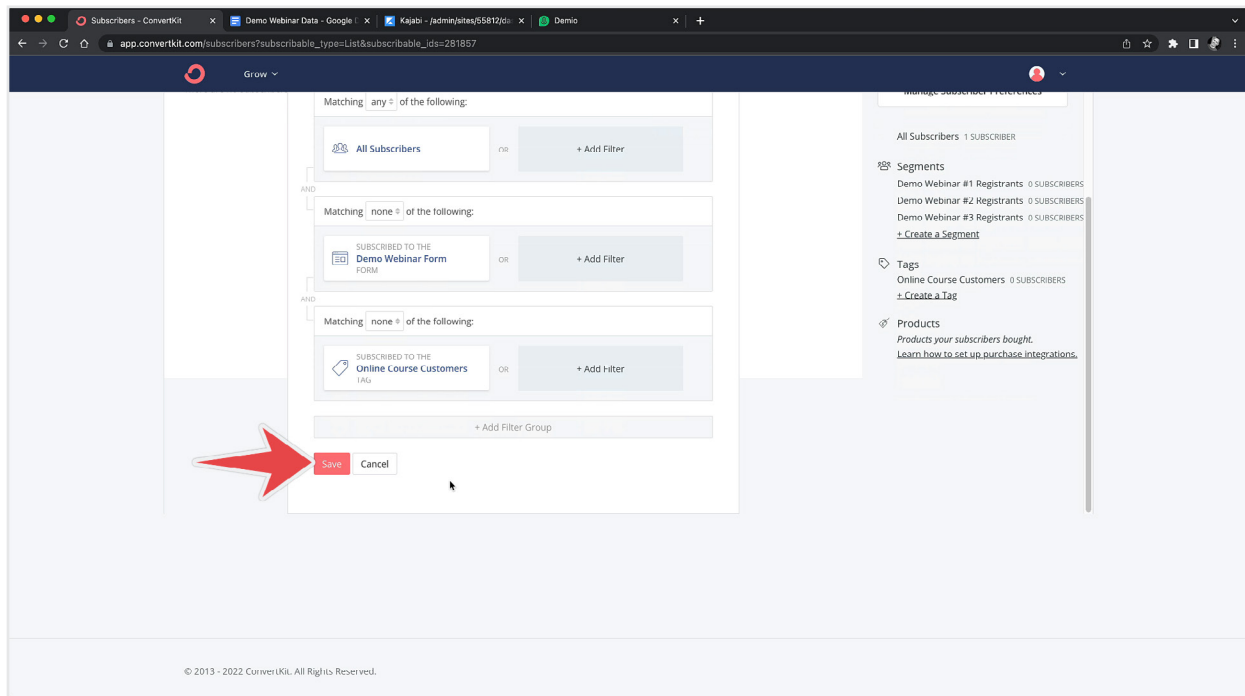 Subscribers - ConvertKit
Demo Webinar Data - Google D
Kajabi - /admin/sites/55812/da
Demio
app.convertkit.com/subscribers?subscribable_type=List&subscribable_ids=281857
Grow
Matching any of the following:
Manage Subscriber Preferences
All Subscribers
OR
+ Add Filter
AND
Matching none of the following:
SUBSCRIBED TO THE
Demo Webinar Form
FORM
OR
+ Add Filter
AND
Matching none of the following:
SUBSCRIBED TO THE
Online Course Customers
TAG
OR
+ Add Filter
+ Add Filter Group
Save
Cancel
All Subscribers 1 SUBSCRIBER
Segments
Demo Webinar #1 Registrants 0 SUBSCRIBERS
Demo Webinar #2 Registrants 0 SUBSCRIBERS
Demo Webinar #3 Registrants 0 SUBSCRIBERS
+ Create a Segment
Tags
Online Course Customers 0 SUBSCRIBERS
+ Create a Tag
Products
Products your subscribers bought.
Learn how to set up purchase integrations.
© 2013 - 2022 ConvertKit. All Rights Reserved.